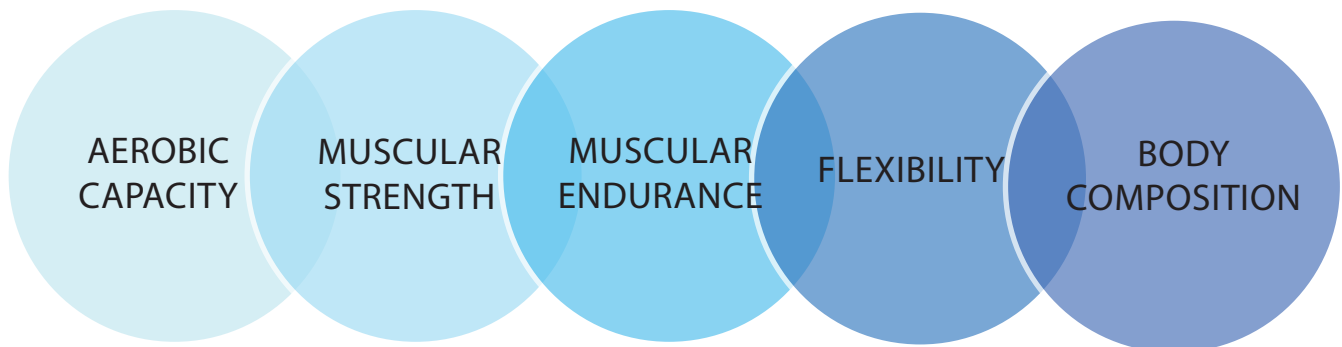 AEROBIC
CAPACITY
MUSCULAR
STRENGTH
MUSCULAR
ENDURANCE
FLEXIBILITY
BODY
COMPOSITION